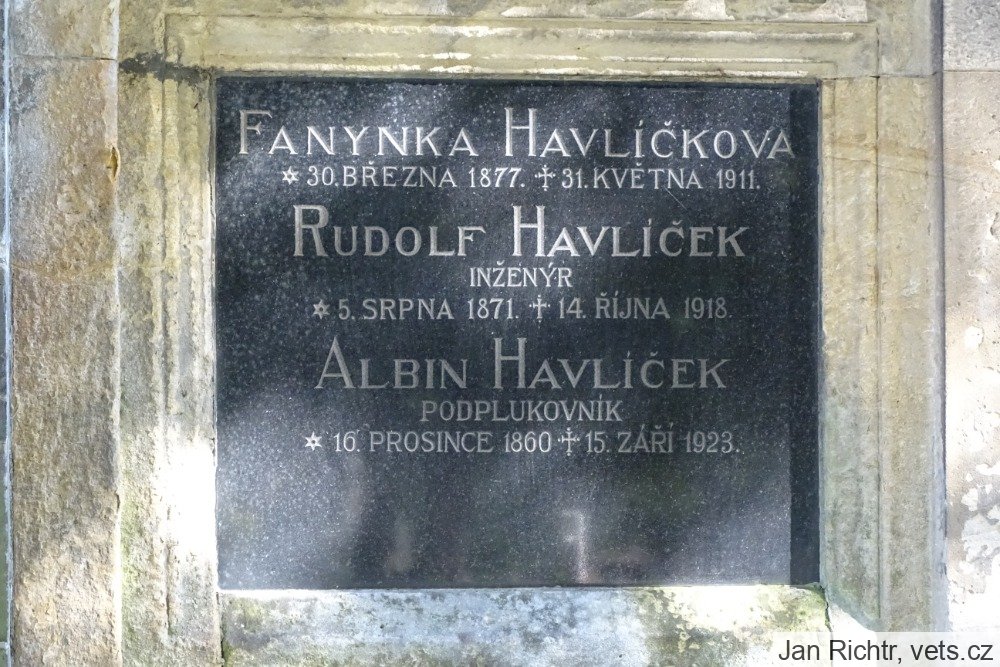 FANYNKA HAVLÍČKOVA
✡ 30. BŘEZNA 1877. ✝ 31. KVĚTNA 1911.
RUDOLF HAVLÍČEK
INŽENÝR
✡ 5. SRPNA 1871. ✝ 14. ŘÍJNA 1918.
ALBIN HAVLÍČEK
PODPLUKOVNÍK
✡ 16. PROSINCE 1860 ✝ 15. ZÁŘÍ 1923.
Jan Richtr, vets.cz